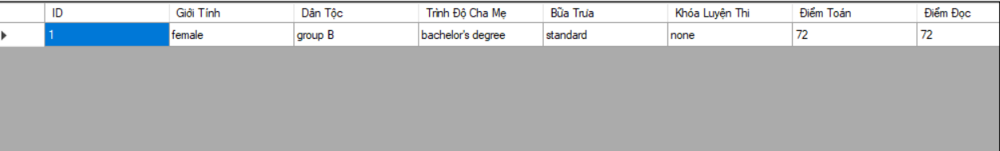 ID Giới Tính Dân Tộc Trình Độ Cha Mẹ Bữa Trưa Khóa Luyện Thi Điểm Toán Điểm Đọc
1 female group B bachelor's degree standard none 72 72